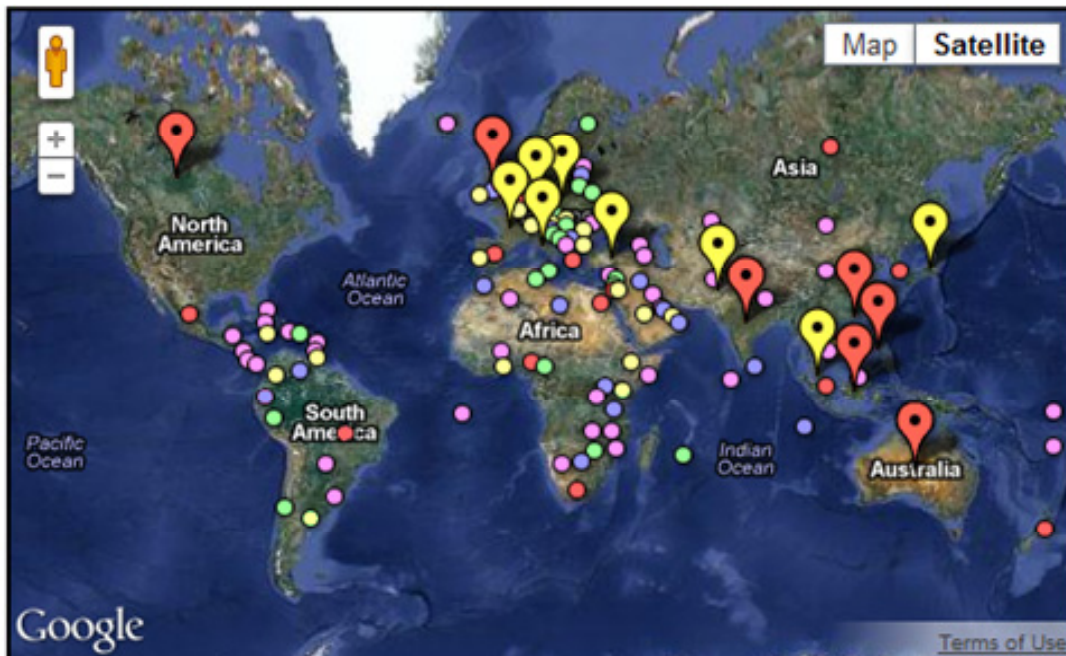 Map
Satellite
+
−
Asia
North
America
Atlantic
Ocean
Africa
South
America
Pacific
Ocean
Indian
Ocean
Australia
Google
Terms of Use